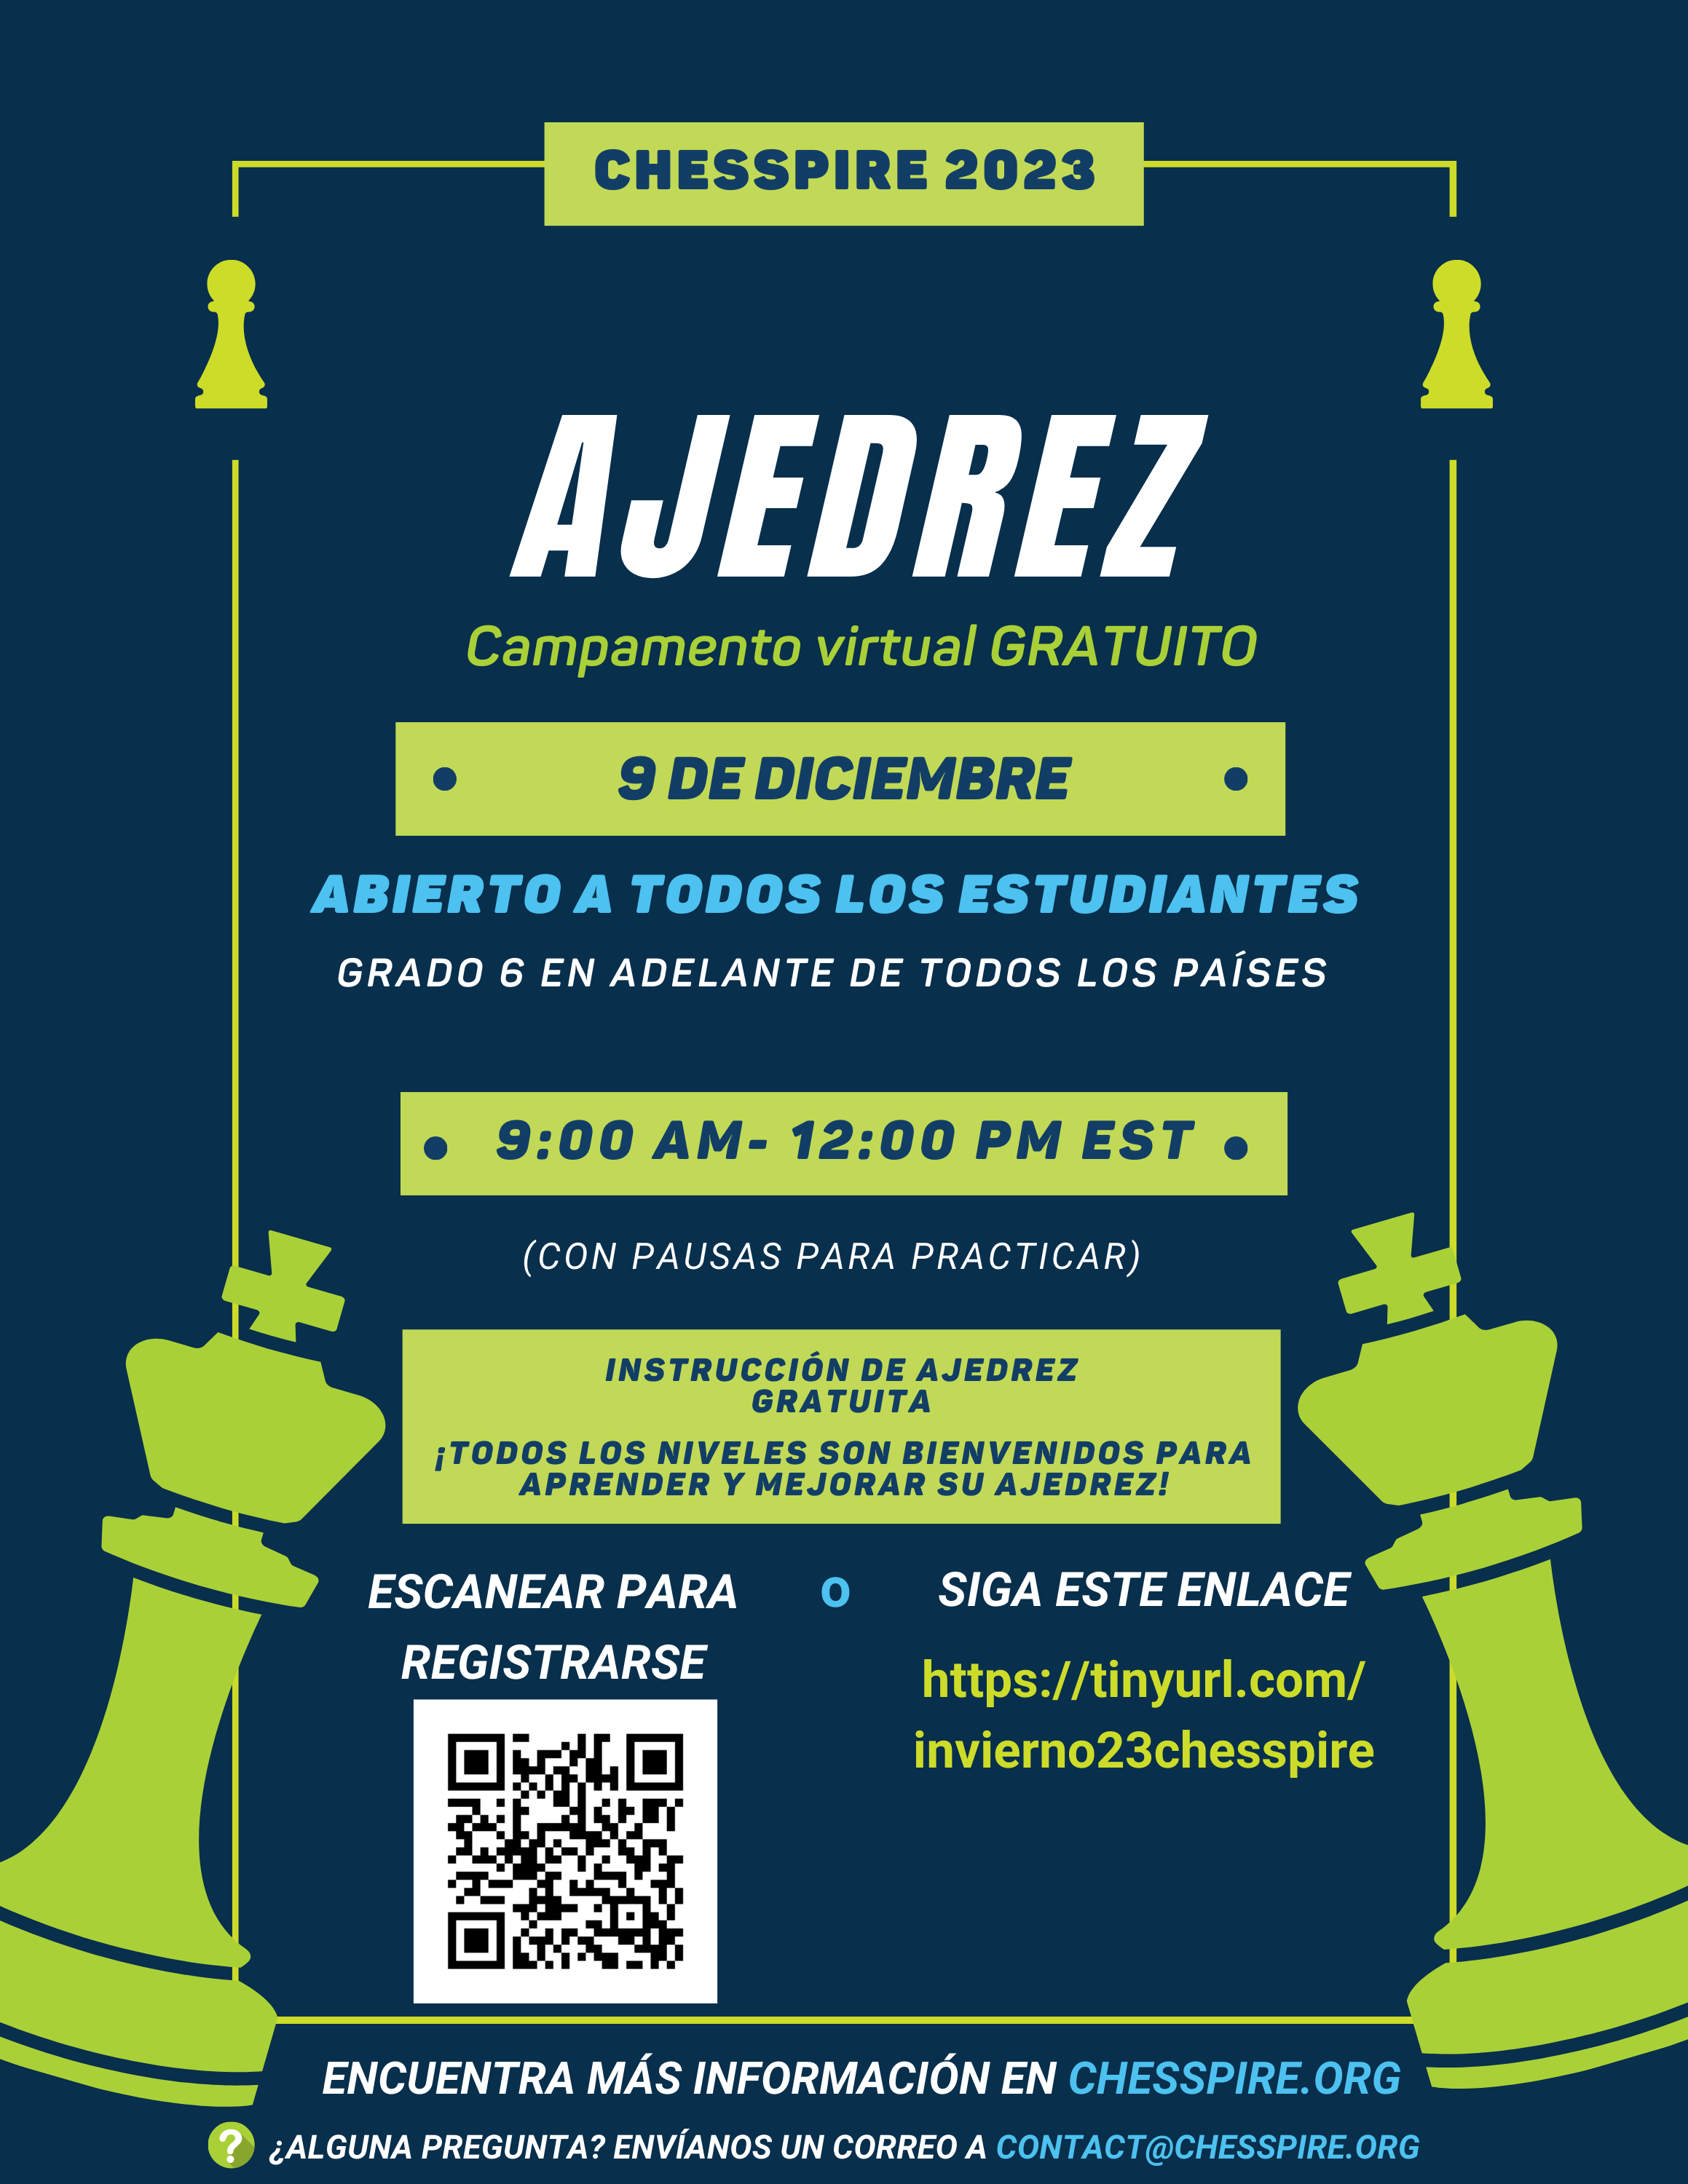 CHESSPIRE 2023
AJEDREZ
Campamento virtual GRATUITO
9 DE DICIEMBRE
ABIERTO A TODOS LOS ESTUDIANTES
GRADO 6 EN ADELANTE DE TODOS LOS PAÍSES
9:00 AM- 12:00 PM EST
(CON PAUSAS PARA PRACTICAR)
INSTRUCCIÓN DE AJEDREZ
GRATUITA
¡TODOS LOS NIVELES SON BIENVENIDOS PARA
APRENDER Y MEJORAR SU AJEDREZ!
ESCANEAR PARA
REGISTRARSE
o
SIGA ESTE ENLACE
https://tinyurl.com/
invierno23chesspire
ENCUENTRA MÁS INFORMACIÓN EN CHESSPIRE.ORG
? ¿ALGUNA PREGUNTA? ENVÍANOS UN CORREO A CONTACT@CHESSPIRE.ORG